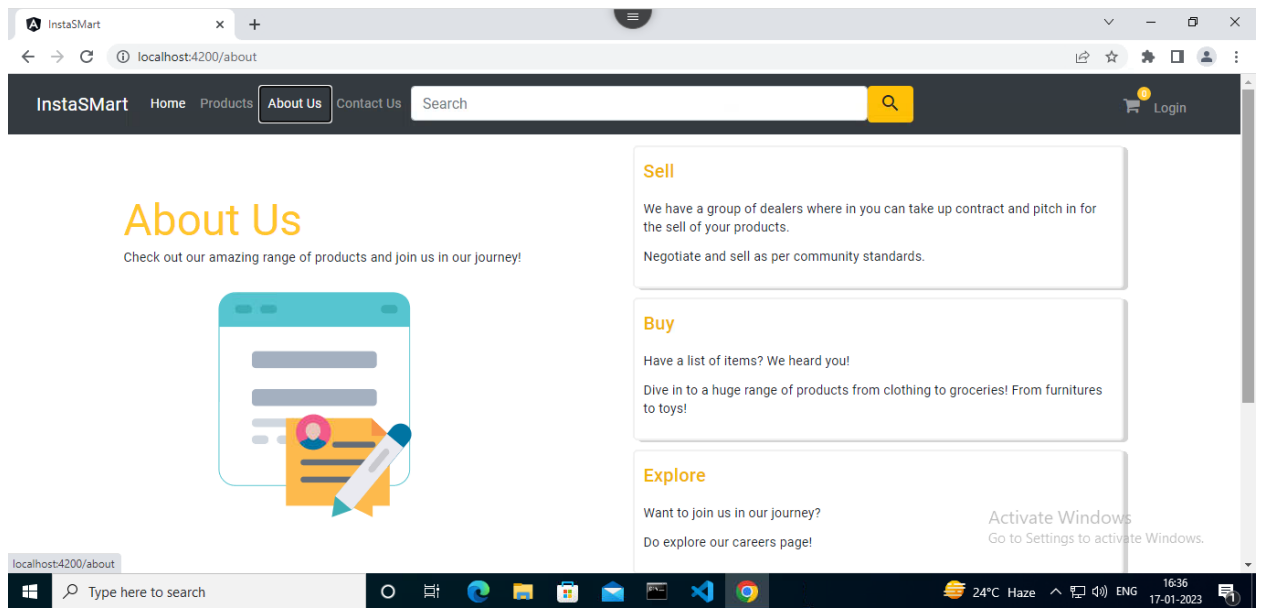 InstaSMart
localhost:4200/about
InstaSMart Home Products About Us Contact Us Search 0 Login
About Us
Check out our amazing range of products and join us in our journey!
Sell
We have a group of dealers where in you can take up contract and pitch in for
the sell of your products.
Negotiate and sell as per community standards.
Buy
Have a list of items? We heard you!
Dive in to a huge range of products from clothing to groceries! From furnitures
to toys!
Explore
Want to join us in our journey?
Do explore our careers page!
Activate Windows
Go to Settings to activate Windows.
localhost:4200/about
Type here to search
24°C Haze
ENG
16:36
17-01-2023
1